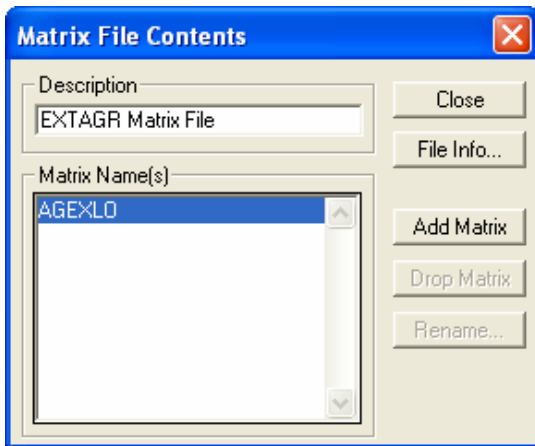 Matrix File Contents
Description
EXTAGR Matrix File
Close
File Info...
Matrix Name(s)
AGEXLO
Add Matrix
Drop Matrix
Rename...